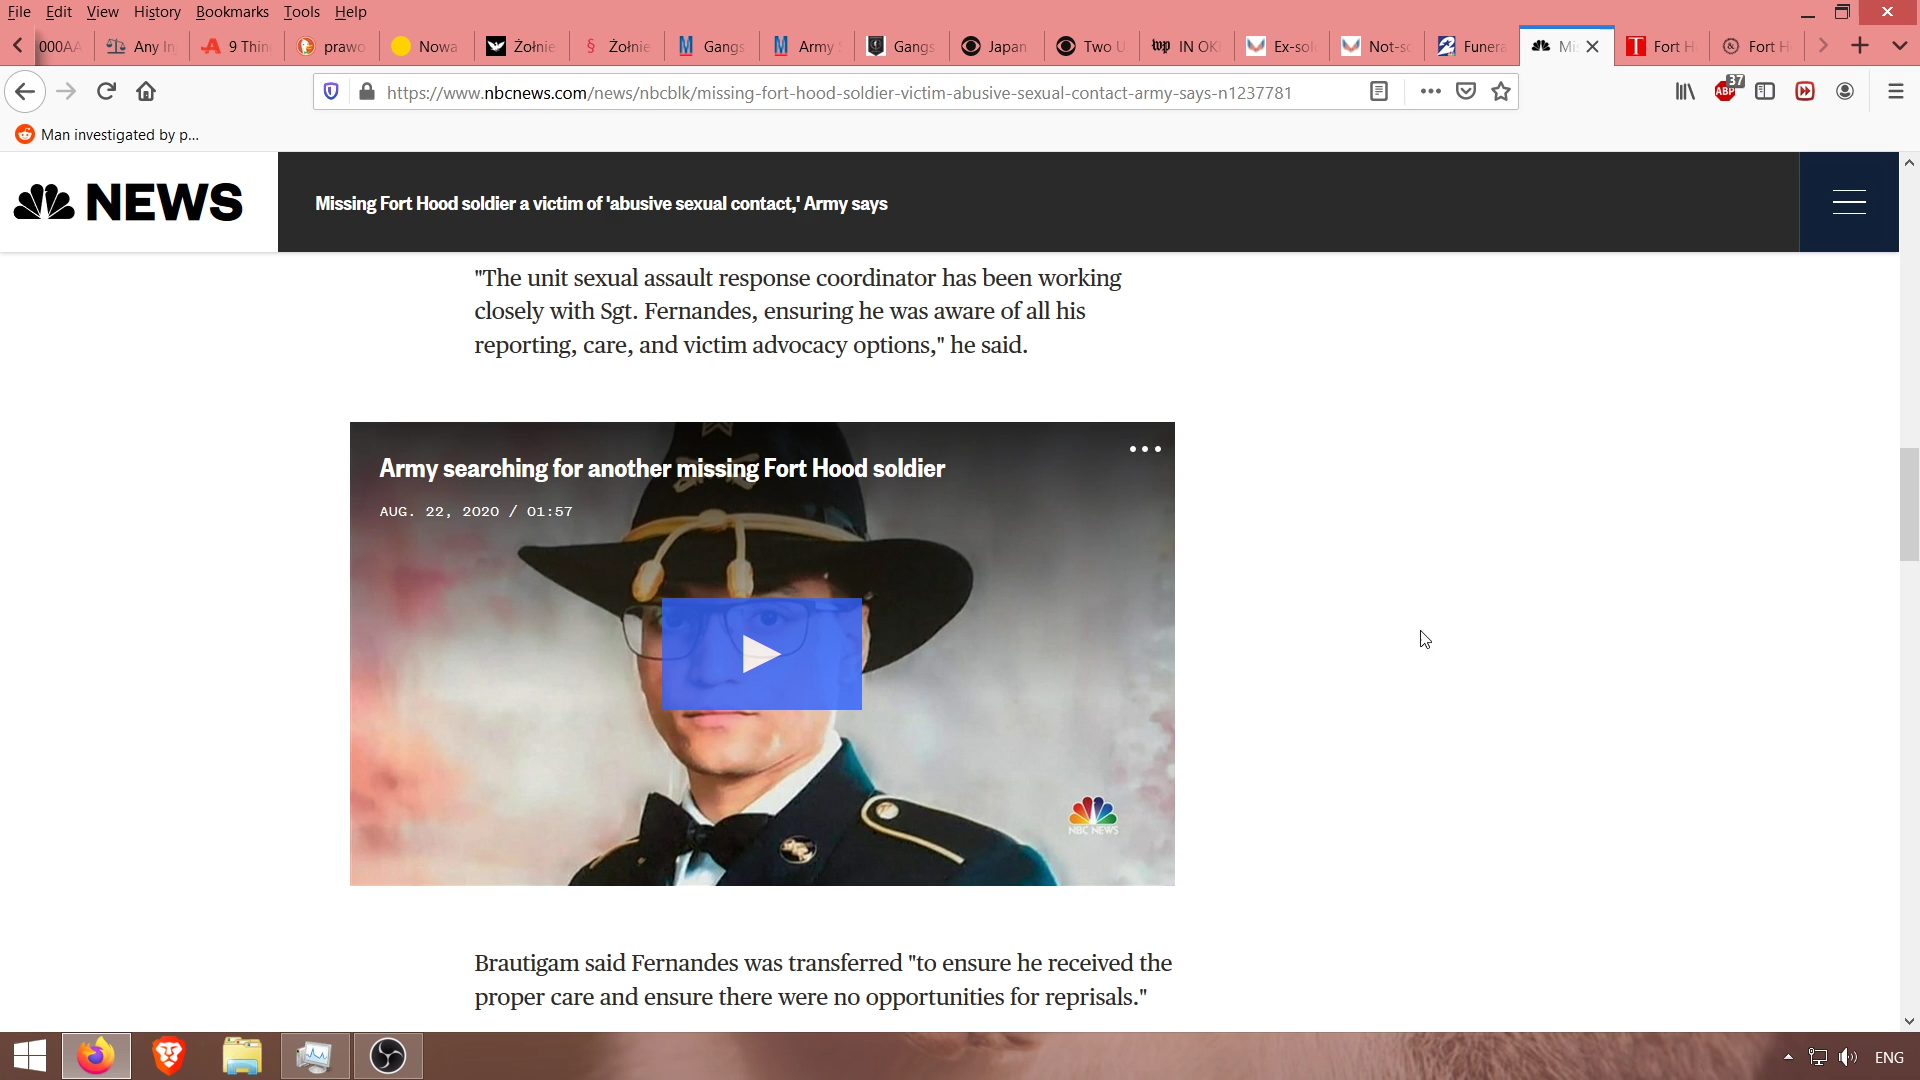 File Edit View History Bookmarks Tools Help
000AA Any In 9 Thin prawo Nowa Żołnie § Żołnie M Gangs M Army Gangs Japan Two U wp IN OK Ex-sol Not-so Funera Mi T Fort H Fort H
https://www.nbcnews.com/news/nbcblk/missing-fort-hood-soldier-victim-abusive-sexual-contact-army-says-n1237781
ABP 37
Man investigated by p...
NEWS
Missing Fort Hood soldier a victim of 'abusive sexual contact,' Army says
"The unit sexual assault response coordinator has been working
closely with Sgt. Fernandes, ensuring he was aware of all his
reporting, care, and victim advocacy options," he said.
Army searching for another missing Fort Hood soldier
AUG. 22, 2020 / 01:57
NBC NEWS
Brautigam said Fernandes was transferred "to ensure he received the
proper care and ensure there were no opportunities for reprisals."
ENG